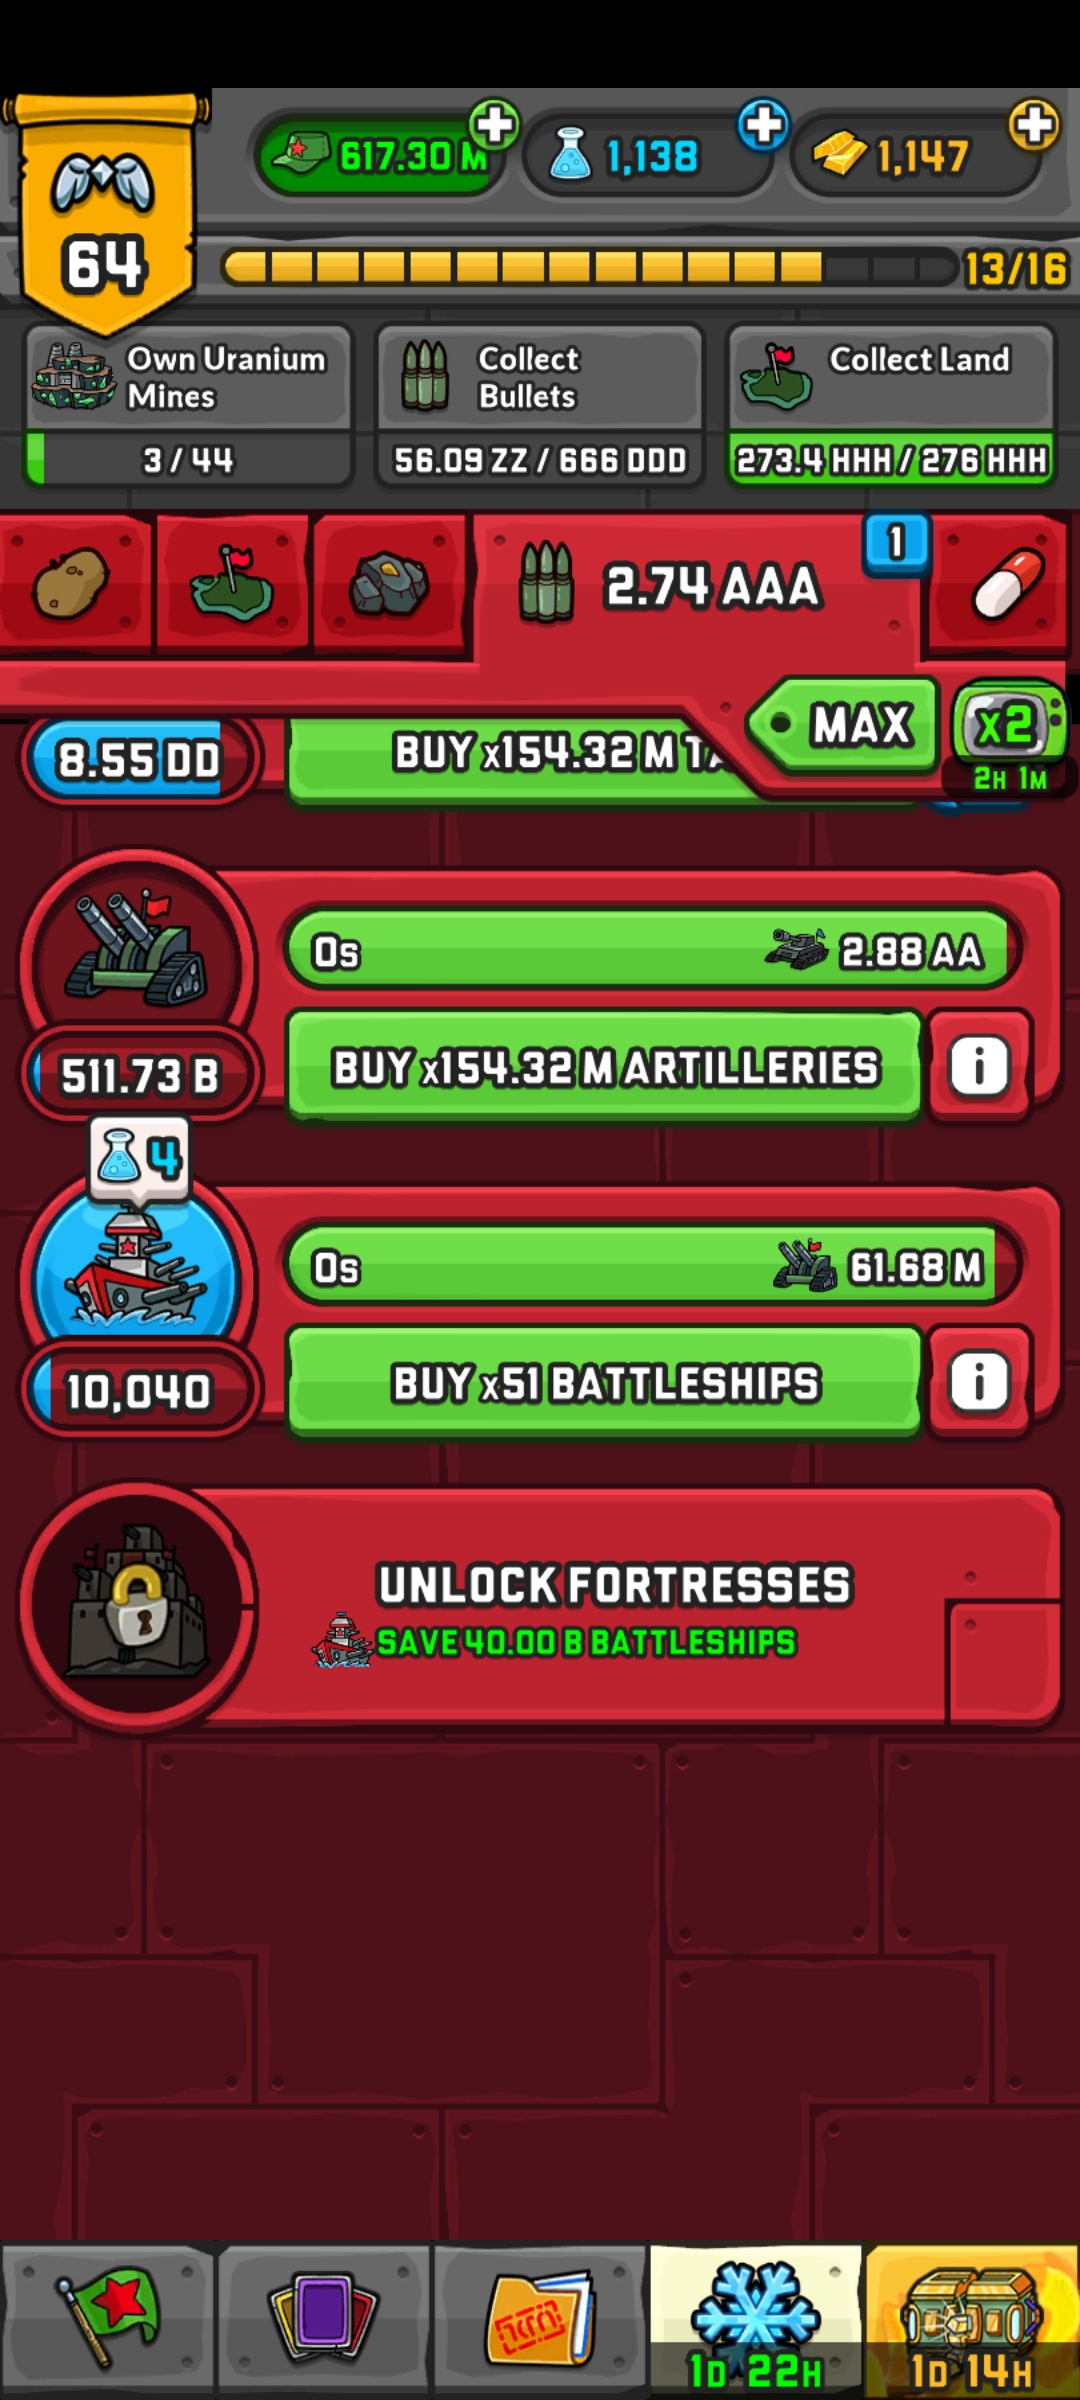 617.30 M
1,138
1,147
64
13/16
Own Uranium
Mines
3 / 44
Collect
Bullets
56.09 ZZ / 666 DDD
Collect Land
273.4 HHH / 276 HHH
2.74 AAA
1
MAX
x2
2H 1M
8.55 DD
BUY x154.32 M
0s
2.88 AA
511.73 B
BUY x154.32 M ARTILLERIES
i
4
0s
61.68 M
10,040
BUY x51 BATTLESHIPS
i
UNLOCK FORTRESSES
SAVE 40.00 B BATTLESHIPS
1D 22H
1D 14H